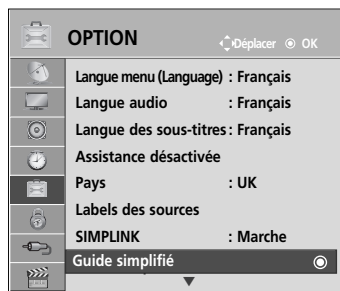 OPTION Déplacer OK
Langue menu (Language) : Français
Langue audio : Français
Langue des sous-titres : Français
Assistance désactivée
Pays : UK
Labels des sources
SIMPLINK : Marche
Guide simplifié